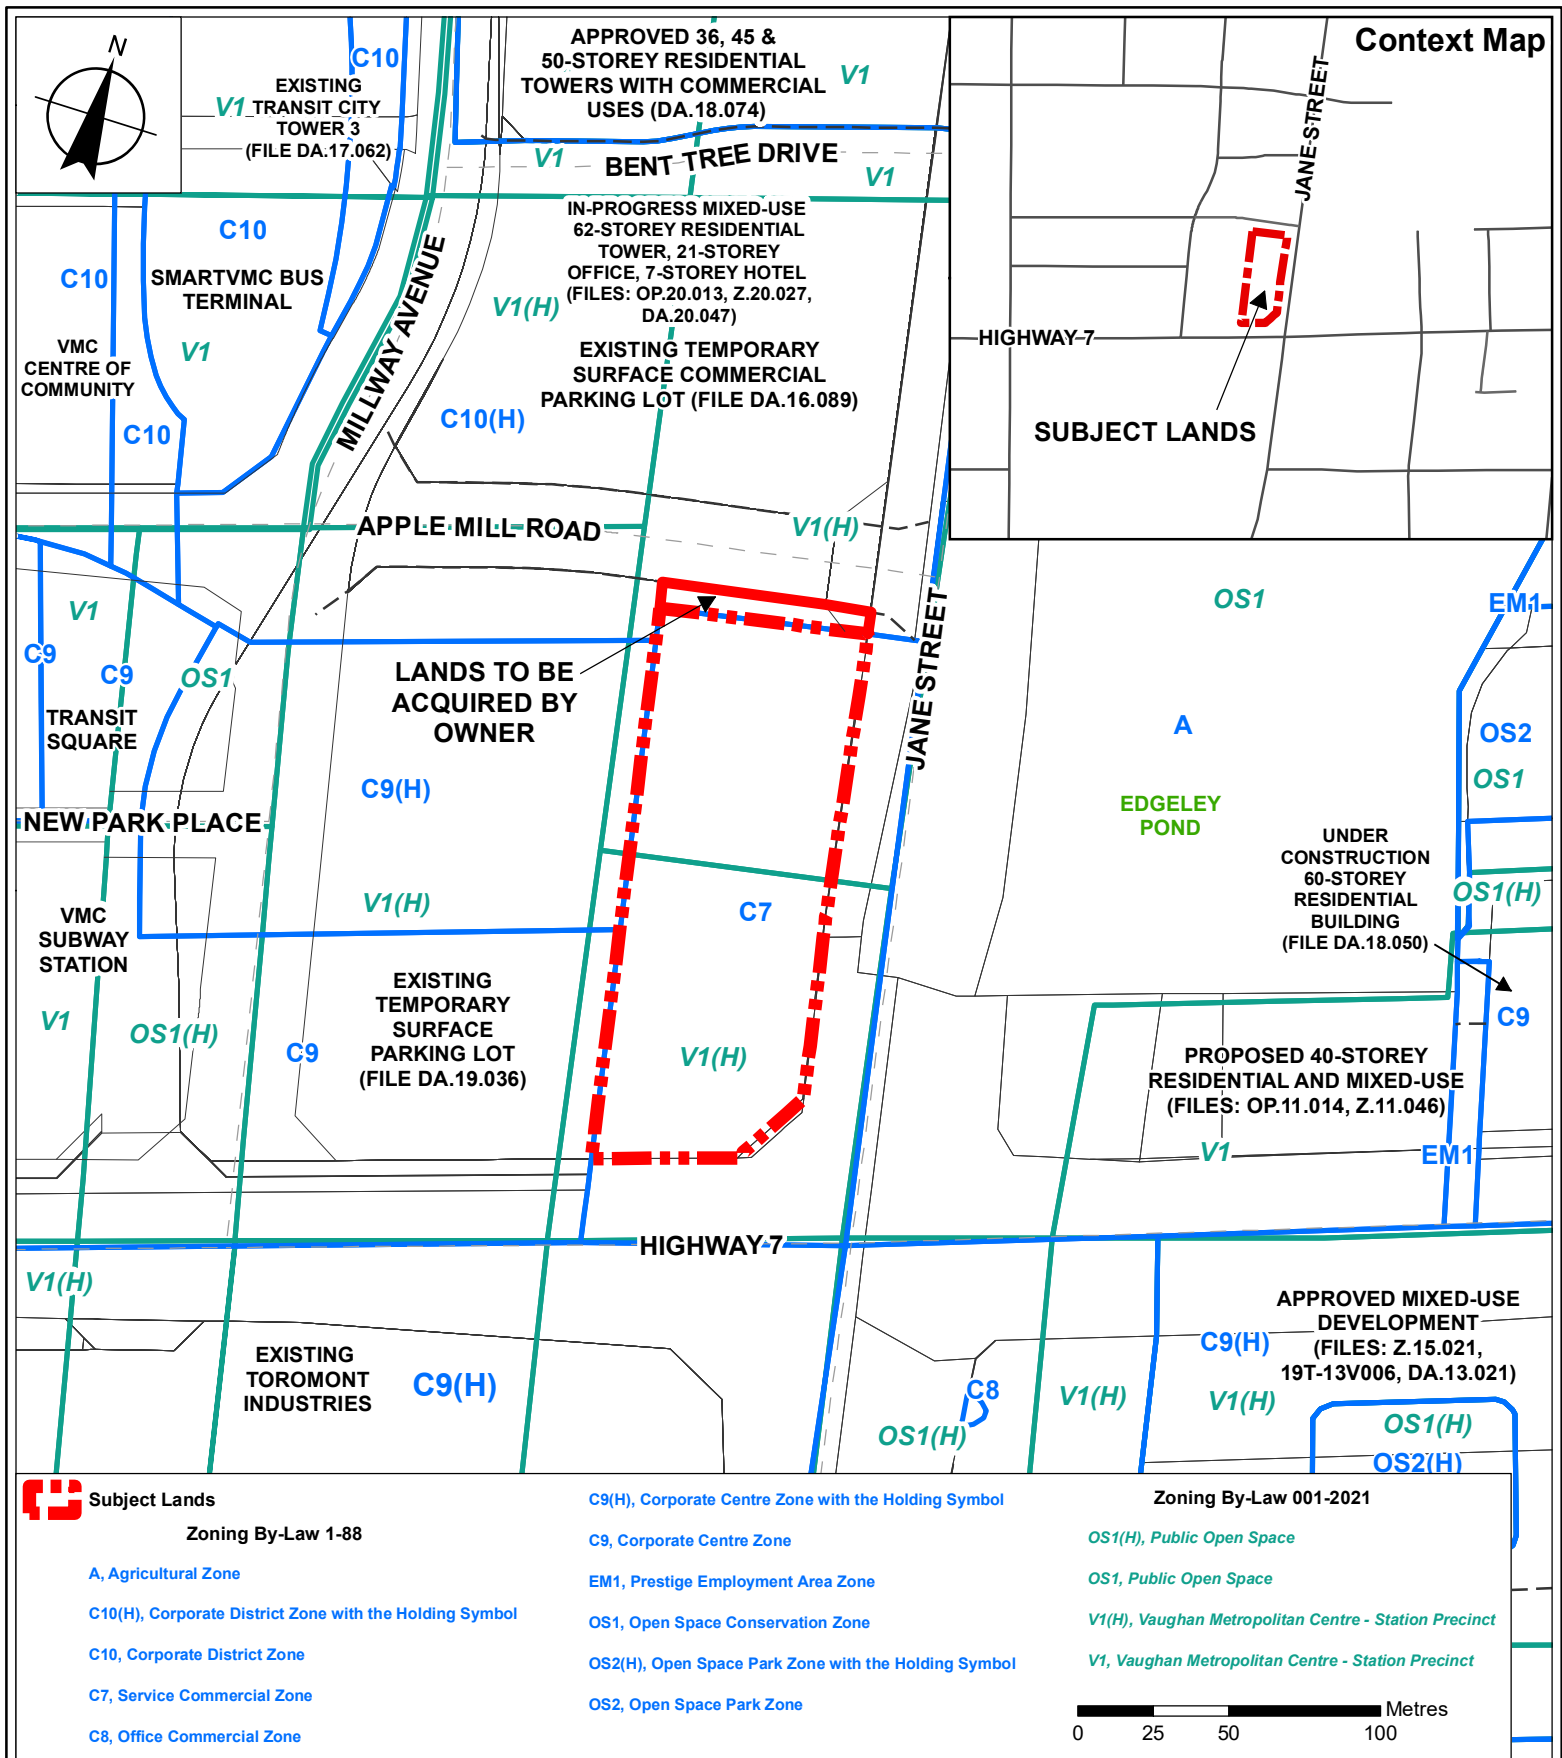 N
C10
EXISTING
TRANSIT CITY
TOWER 3
(FILE DA.17.062)
V1
APPROVED 36, 45 &
50-STOREY RESIDENTIAL
TOWERS WITH COMMERCIAL
USES (DA.18.074)
V1
Context Map
JANE STREET
HIGHWAY 7
SUBJECT LANDS
V1
BENT TREE DRIVE
V1
C10
C10
SMARTVMC BUS
TERMINAL
V1
VMC
CENTRE OF
COMMUNITY
C10
MILLWAY AVENUE
IN-PROGRESS MIXED-USE
62-STOREY RESIDENTIAL
TOWER, 21-STOREY
OFFICE, 7-STOREY HOTEL
(FILES: OP.20.013, Z.20.027,
DA.20.047)
V1(H)
EXISTING TEMPORARY
SURFACE COMMERCIAL
PARKING LOT (FILE DA.16.089)
C10(H)
APPLE MILL ROAD
V1(H)
V1
C9
C9
OS1
TRANSIT
SQUARE
LANDS TO BE
ACQUIRED BY
OWNER
JANE STREET
OS1
EM1
A
OS2
OS1
EDGELEY
POND
C9(H)
NEW PARK PLACE
V1(H)
C7
UNDER
CONSTRUCTION
60-STOREY
RESIDENTIAL
BUILDING
(FILE DA.18.050)
OS1(H)
VMC
SUBWAY
STATION
V1
OS1(H)
C9
EXISTING
TEMPORARY
SURFACE
PARKING LOT
(FILE DA.19.036)
V1(H)
C9
PROPOSED 40-STOREY
RESIDENTIAL AND MIXED-USE
(FILES: OP.11.014, Z.11.046)
V1
EM1
HIGHWAY 7
V1(H)
EXISTING
TOROMONT
INDUSTRIES
C9(H)
C8
OS1(H)
V1(H)
APPROVED MIXED-USE
DEVELOPMENT
(FILES: Z.15.021,
19T-13V006, DA.13.021)
C9(H)
V1(H)
OS1(H)
OS2(H)
Subject Lands
Zoning By-Law 1-88
A, Agricultural Zone
C10(H), Corporate District Zone with the Holding Symbol
C10, Corporate District Zone
C7, Service Commercial Zone
C8, Office Commercial Zone
C9(H), Corporate Centre Zone with the Holding Symbol
C9, Corporate Centre Zone
EM1, Prestige Employment Area Zone
OS1, Open Space Conservation Zone
OS2(H), Open Space Park Zone with the Holding Symbol
OS2, Open Space Park Zone
Zoning By-Law 001-2021
OS1(H), Public Open Space
OS1, Public Open Space
V1(H), Vaughan Metropolitan Centre - Station Precinct
V1, Vaughan Metropolitan Centre - Station Precinct
Metres
0 25 50 100